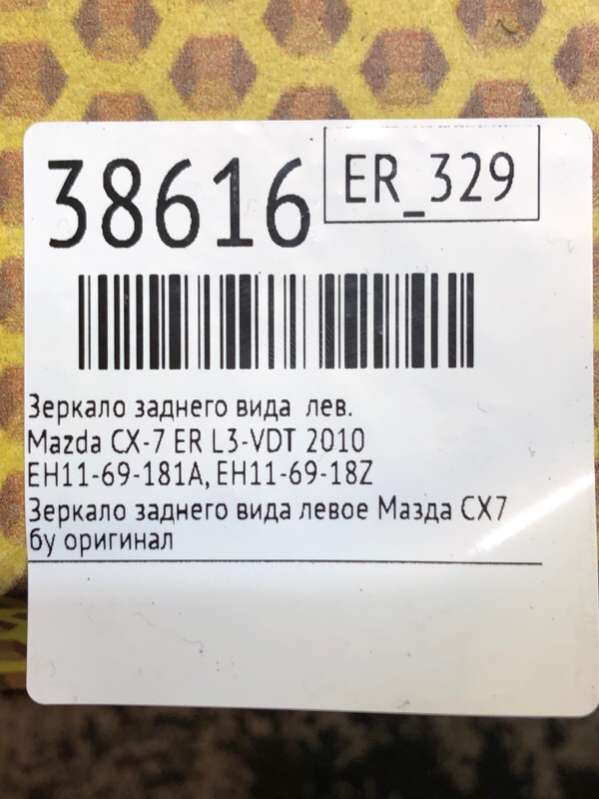 38616
ER_329
Зеркало заднего вида лев.
Mazda CX-7 ER L3-VDT 2010
EH11-69-181A, EH11-69-18Z
Зеркало заднего вида левое Мазда CX7
бу оригинал